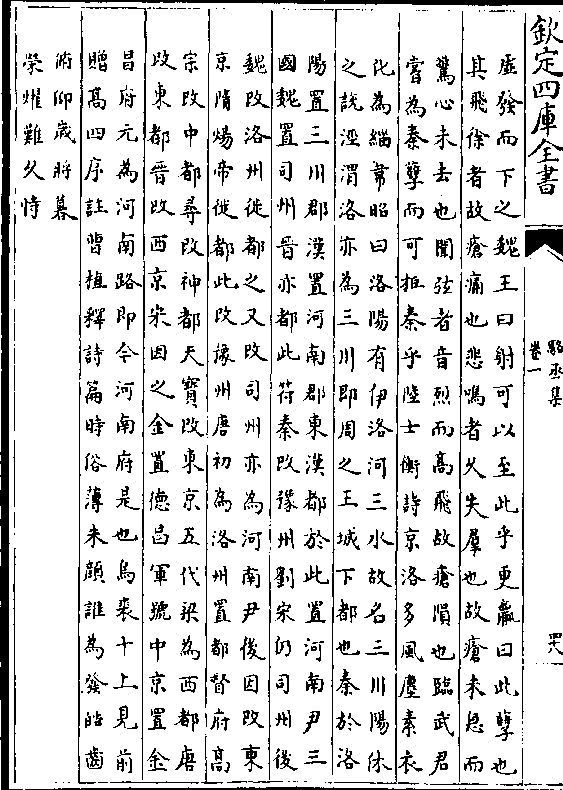 欽定四庫全書
駱丞集
卷一
虚發而下之魏王曰射可以至此乎更羸曰此孽也
其飛徐者故瘡痛也悲鳴者久失羣也故瘡未息而
驚心未去也聞弦者音烈而高飛故瘡隕也臨武君
嘗為秦孽而可拒秦乎陸士衡詩京洛多風塵素衣
化為緇韋昭曰洛陽有伊洛河三水故名三川陽休
之說涇渭洛亦為三川即周之王城下都也秦於洛
陽置三川郡漢置河南郡東漢都於此置河南尹三
國魏置司州晉亦都此苻秦改豫州劉宋仍司州後
魏改洛州徙都之又改司州亦為河南尹後因改東
京隋煬帝徙都此改豫州唐初為洛州置都督府高
宗改中都尋改神都天寶改東京五代梁為西都唐
改東都晉改西京宋因之金置德昌軍號中京置金
昌府元為河南路即今河南府是也烏裘十上見前
贈高四序註曹植釋詩篇時俗薄朱顏誰為發皓齒
俯仰歲將暮
榮耀難久恃